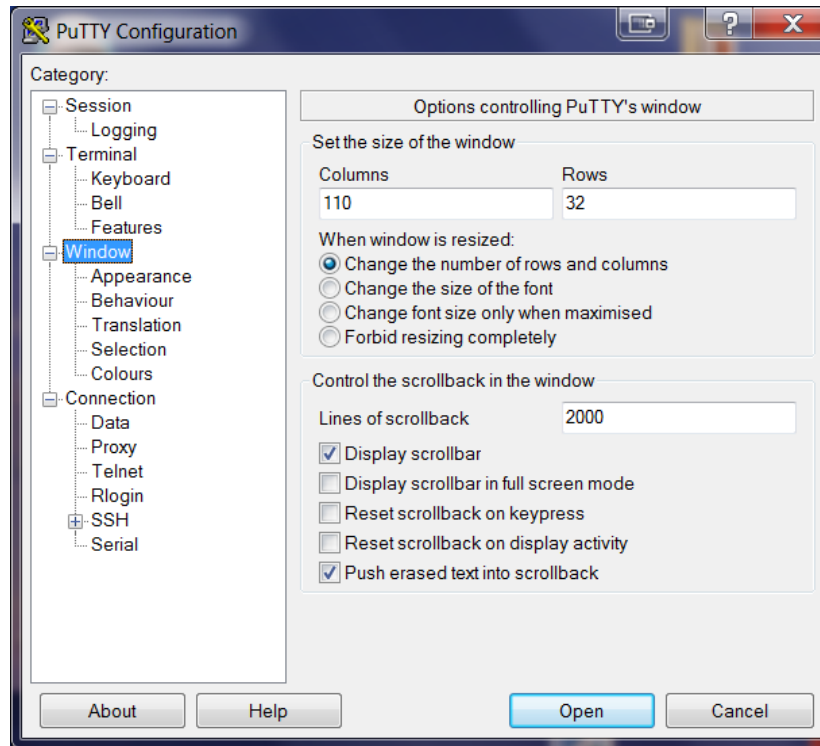 PuTTY Configuration
?
X
Category:
Session
Logging
Terminal
Keyboard
Bell
Features
Window
Appearance
Behaviour
Translation
Selection
Colours
Connection
Data
Proxy
Telnet
Rlogin
SSH
Serial
Options controlling PuTTY's window
Set the size of the window
Columns Rows
110 32
When window is resized:
Change the number of rows and columns
Change the size of the font
Change font size only when maximised
Forbid resizing completely
Control the scrollback in the window
Lines of scrollback 2000
Display scrollbar
Display scrollbar in full screen mode
Reset scrollback on keypress
Reset scrollback on display activity
Push erased text into scrollback
About Help Open Cancel